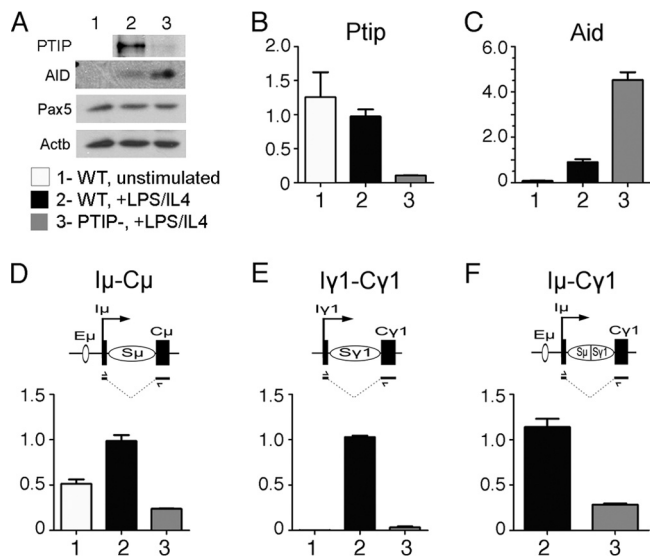 A
1 2 3
PTIP
AID
Pax5
Actb
1- WT, unstimulated
2- WT, +LPS/IL4
3- PTIP-, +LPS/IL4
B
Ptip
2.0
1.5
1.0
0.5
0
1 2 3
C
Aid
6.0
4.0
2.0
0
1 2 3
D
Iμ-Cμ
Iμ
Eμ
Cμ
Sμ
1.5
1.0
0.5
0
1 2 3
E
Iγ1-Cγ1
Iγ1
Cγ1
Sγ1
1.5
1.0
0.5
0
1 2 3
F
Iμ-Cγ1
Iμ
Eμ
Cγ1
Sμ Sγ1
1.5
1.0
0.5
0
2 3